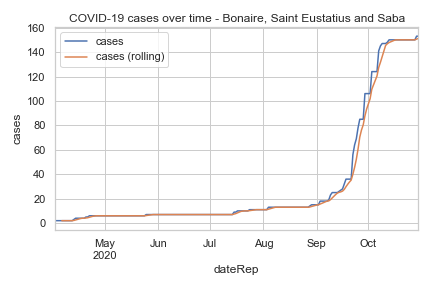 COVID-19 cases over time - Bonaire, Saint Eustatius and Saba
cases
cases (rolling)
160
140
120
100
80
60
40
20
0
cases
May Jun Jul Aug Sep Oct
2020
dateRep